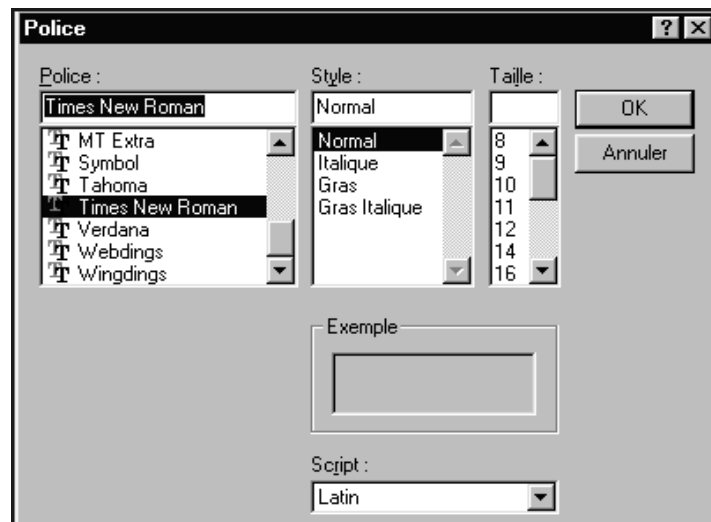 Police
Police :
Style :
Taille :
Times New Roman
Normal
OK
MT Extra
Symbol
Tahoma
Times New Roman
Verdana
Webdings
Wingdings
Normal
Italique
Gras
Gras Italique
8
9
10
11
12
14
16
Annuler
Exemple
Script :
Latin